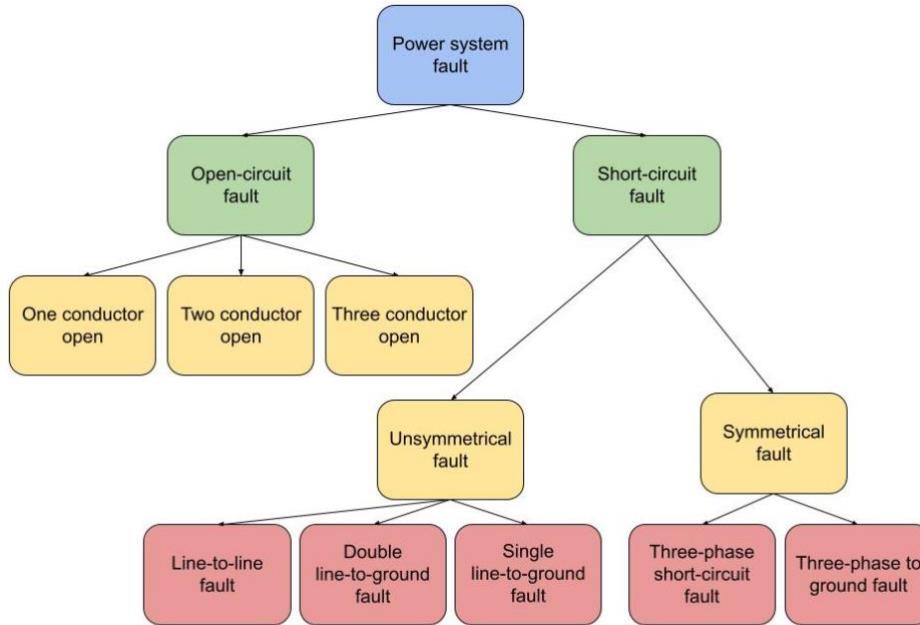 Power system
fault
Open-circuit
fault
Short-circuit
fault
One conductor
open
Two conductor
open
Three conductor
open
Unsymmetrical
fault
Symmetrical
fault
Line-to-line
fault
Double
line-to-ground
fault
Single
line-to-ground
fault
Three-phase
short-circuit
fault
Three-phase to
ground fault